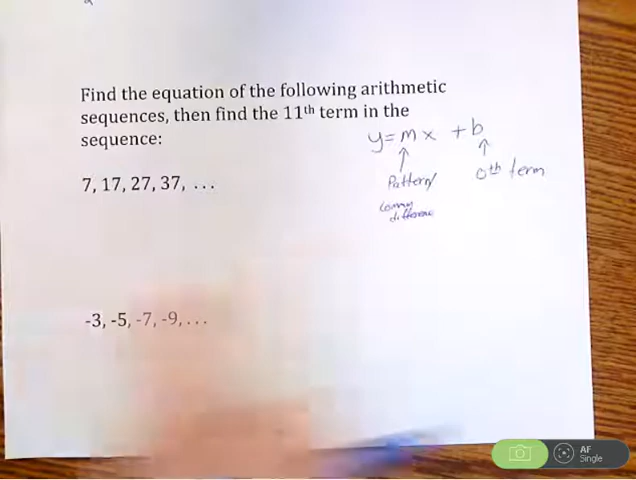 Find the equation of the following arithmetic
sequences, then find the 11th term in the
sequence:
y=mx +b
Pattern/
0th term
7, 17, 27, 37, ...
-3, -5, -7, -9, ...
AF
Single